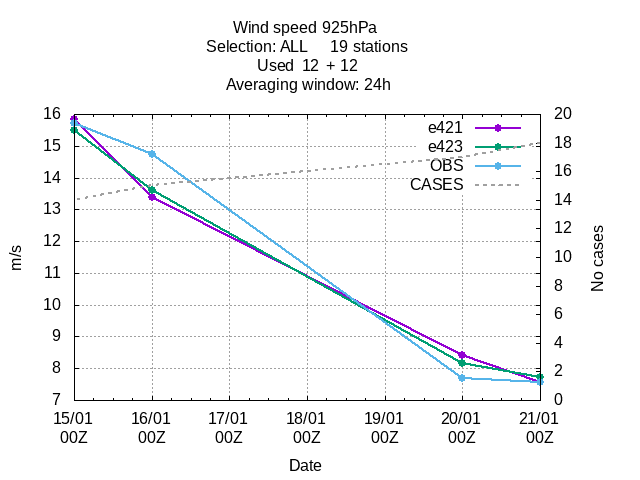 Wind speed 925hPa
Selection: ALL     19 stations
Used  12  + 12
Averaging window: 24h
16
15
14
13
12
11
10
9
8
7
m/s
e421
e423
OBS
CASES
20
18
16
14
12
10
8
6
4
2
0
No cases
15/01 16/01 17/01 18/01 19/01 20/01 21/01
00Z 00Z 00Z 00Z 00Z 00Z 00Z
Date